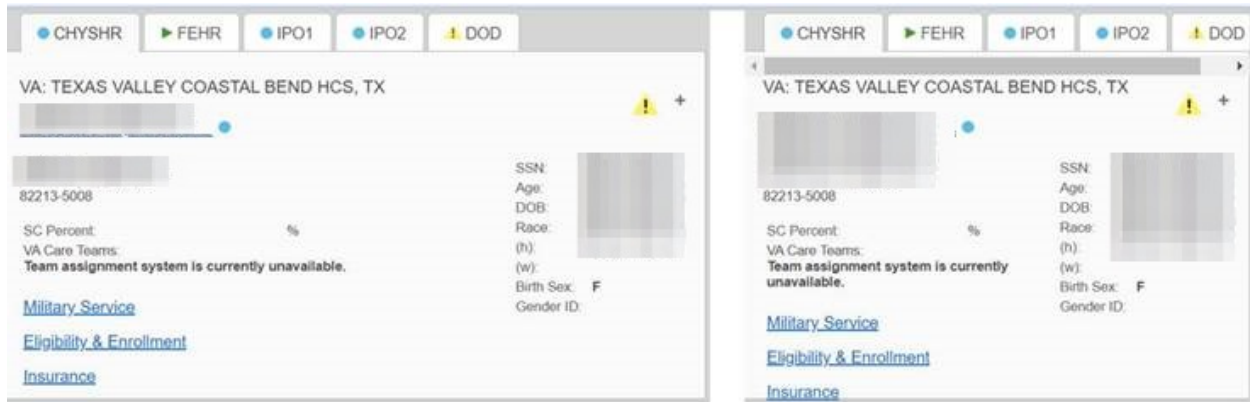 CHYSHR FEHR IPO1 IPO2 DOD
VA: TEXAS VALLEY COASTAL BEND HCS, TX
+
82213-5008
SC Percent: %
VA Care Teams:
Team assignment system is currently unavailable.
Military Service
Eligibility & Enrollment
Insurance
SSN:
Age:
DOB:
Race:
(h):
(w):
Birth Sex: F
Gender ID:
CHYSHR FEHR IPO1 IPO2 DOD
VA: TEXAS VALLEY COASTAL BEND HCS, TX
+
82213-5008
SC Percent: %
VA Care Teams:
Team assignment system is currently
unavailable.
Military Service
Eligibility & Enrollment
Insurance
SSN:
Age:
DOB:
Race:
(h):
(w):
Birth Sex: F
Gender ID: